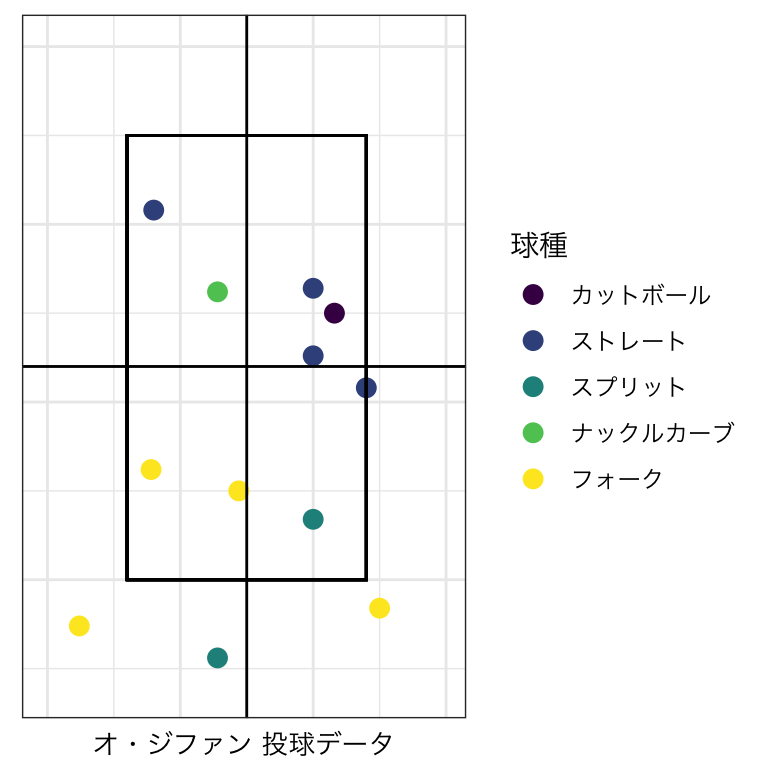 球種
カットボール
ストレート
スプリット
ナックルカーブ
フォーク
オ・ジファン 投球データ